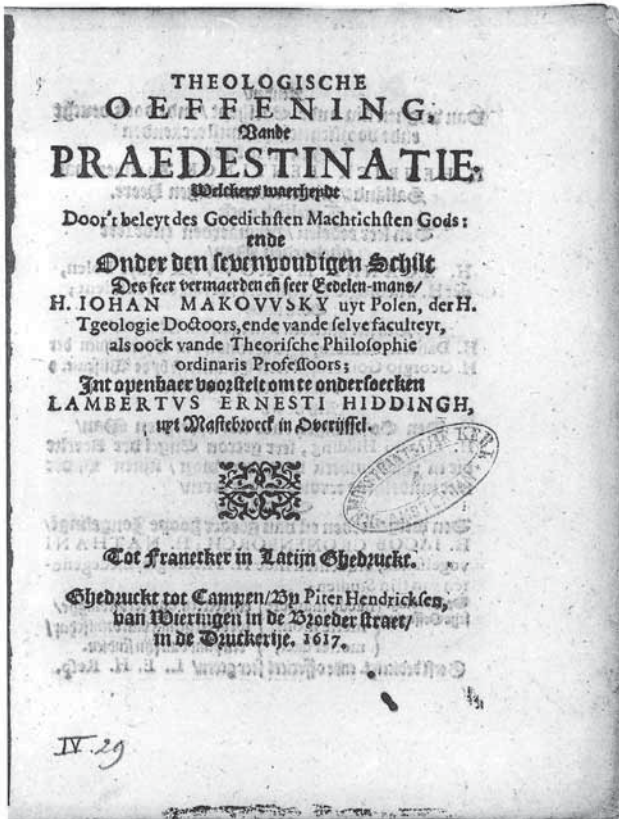 THEOLOGISCHE
OEFFENING,
Vande
PRAEDESTINATIE.
Welckers waerheydt
Door't beleyt des Goedichsten Machtichsten Gods:
ende
Onder den sevenvoudigen Schilt
Des seer vermaerden eñ seer Eedelen-mans/
H. IOHAN MAKOVVSKY uyt Polen, der H.
Tgeologie Doctoors, ende vande selve faculteyt,
als oock vande Theorische Philosophie
ordinaris Professoors;
Int openbaer voorstelt om te ondersoecken
LAMBERTVS ERNESTI HIDDINGH,
uyt Mastebroeck in Overijssel.
Tot Franeker in Latijn Ghedruckt.
Ghedruckt tot Campen/By Piter Hendricksen,
van Wieringen in de Broeder straet/
in de Druckerije. 1617.
IV. 29